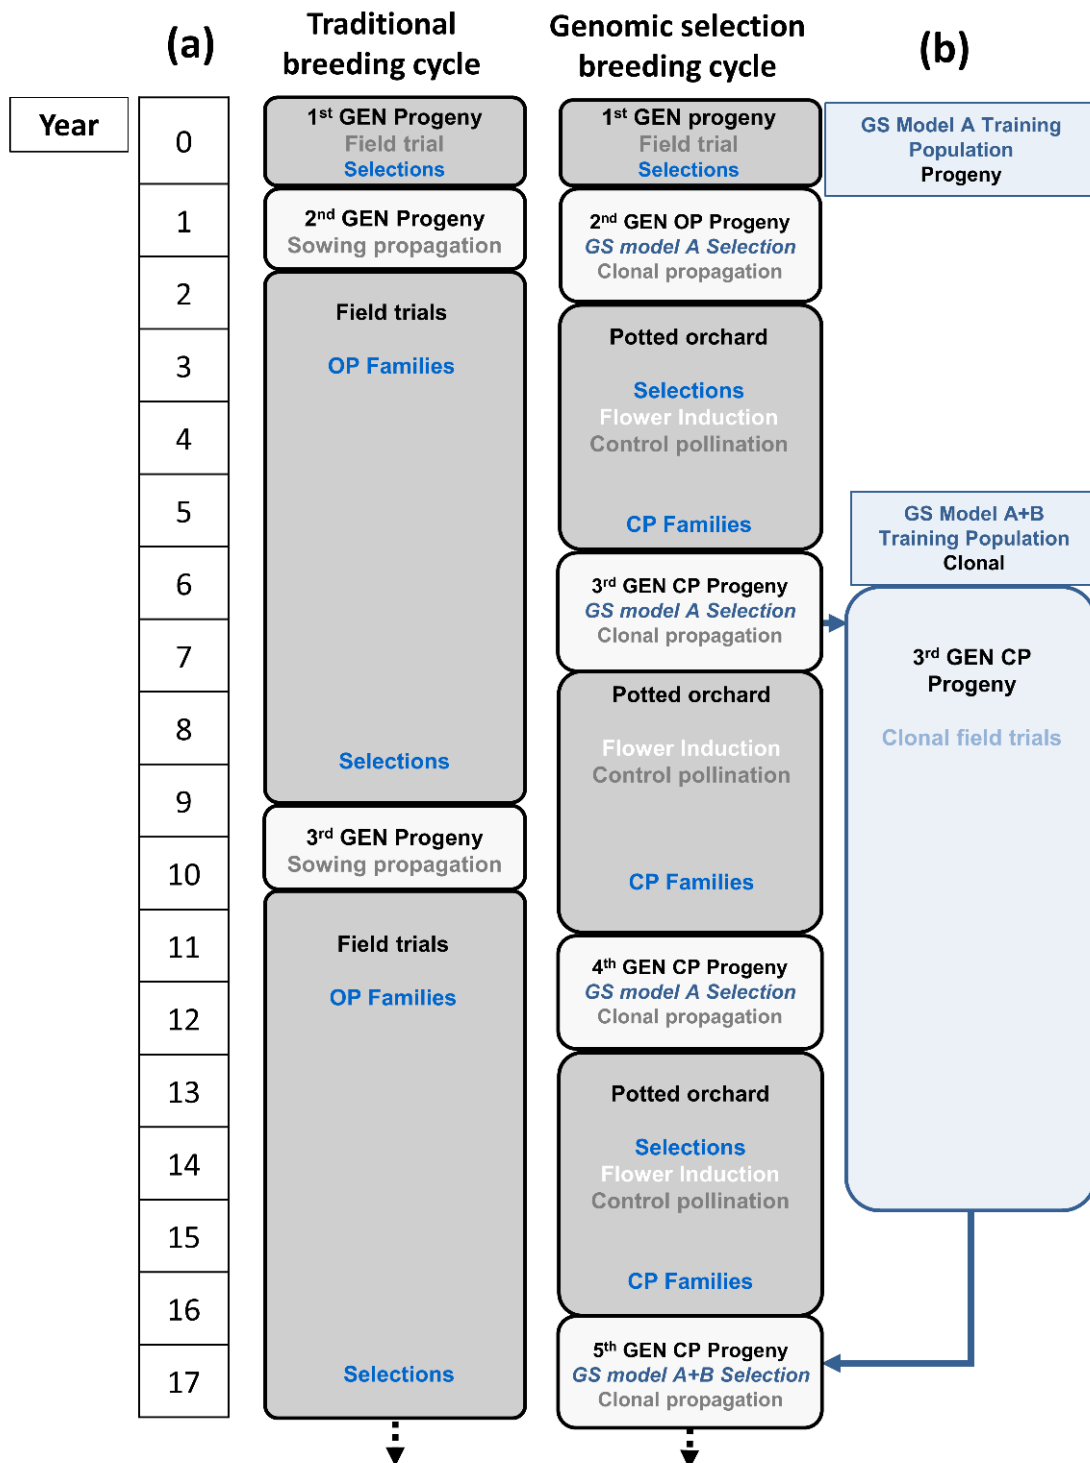 (a)
Traditional
breeding cycle
Genomic selection
breeding cycle
(b)
Year
0
1
2
3
4
5
6
7
8
9
10
11
12
13
14
15
16
17
1st GEN Progeny
Field trial
Selections
2nd GEN Progeny
Sowing propagation
Field trials
OP Families
Selections
3rd GEN Progeny
Sowing propagation
Field trials
OP Families
Selections
1st GEN progeny
Field trial
Selections
2nd GEN OP Progeny
GS model A Selection
Clonal propagation
Potted orchard
Selections
Flower Induction
Control pollination
CP Families
3rd GEN CP Progeny
GS model A Selection
Clonal propagation
Potted orchard
Flower Induction
Control pollination
CP Families
4th GEN CP Progeny
GS model A Selection
Clonal propagation
Potted orchard
Selections
Flower Induction
Control pollination
CP Families
5th GEN CP Progeny
GS model A+B Selection
Clonal propagation
GS Model A Training
Population
Progeny
GS Model A+B
Training Population
Clonal
3rd GEN CP
Progeny
Clonal field trials